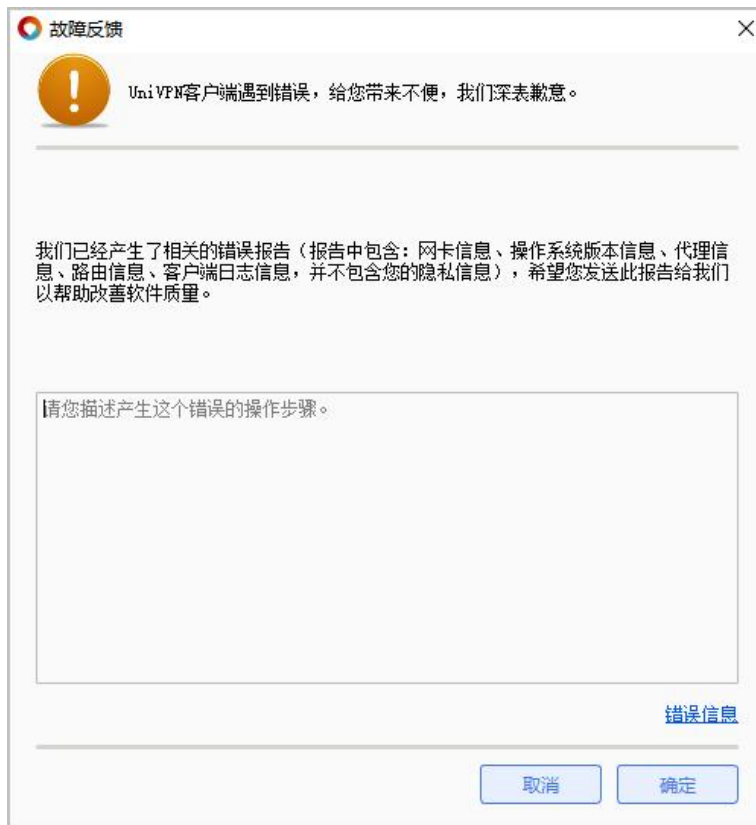 故障反馈
UniVPN客户端遇到错误，给您带来不便，我们深表歉意。
我们已经产生了相关的错误报告（报告中包含：网卡信息、操作系统版本信息、代理信
息、路由信息、客户端日志信息，并不包含您的隐私信息），希望您发送此报告给我们
以帮助改善软件质量。
请您描述产生这个错误的操作步骤。
错误信息
取消
确定